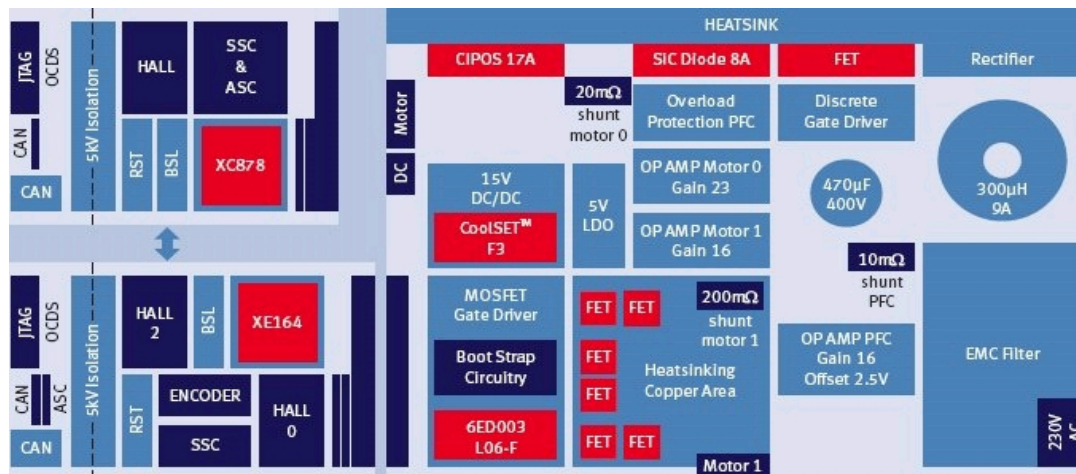 JTAG
OCDS
CAN
CAN
5kV Isolation
HALL
SSC
&
ASC
RST
BSL
XC878
JTAG
OCDS
CAN
ASC
CAN
5kV Isolation
HALL
2
BSL
XE164
RST
ENCODER
SSC
HALL
0
HEATSINK
CIPOS 17A
SiC Diode 8A
FET
Rectifier
Motor
DC
20mΩ
shunt
motor 0
Overload
Protection PFC
Discrete
Gate Driver
15V
DC/DC
CoolSET™
F3
5V
LDO
OP AMP Motor 0
Gain 23
OP AMP Motor 1
Gain 16
470µF
400V
300µH
9A
10mΩ
shunt
PFC
MOSFET
Gate Driver
Boot Strap
Circuitry
6ED003
L06-F
FET FET
FET
FET
FET FET
200mΩ
shunt
motor 1
Heatsinking
Copper Area
Motor 1
OP AMP PFC
Gain 16
Offset 2.5V
EMC Filter
230V
AC